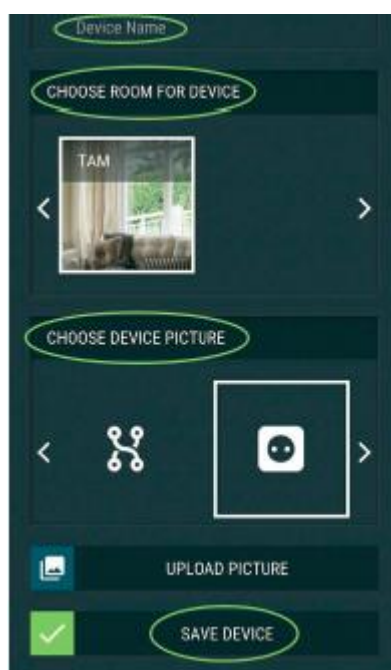 Device Name
CHOOSE ROOM FOR DEVICE
TAM
CHOOSE DEVICE PICTURE
UPLOAD PICTURE
SAVE DEVICE